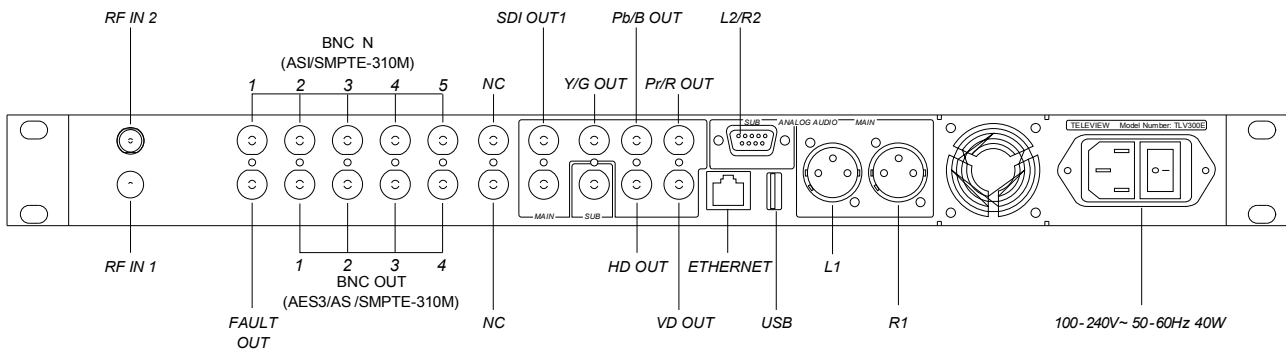 RF IN 2
SDI OUT1
Pb/B OUT
L2/R2
BNC N
(ASI/SMPTE-310M)
Y/G OUT
Pr/R OUT
1 2 3 4 5
NC
SUB ANALOG AUDIO MAIN
TELEVIEW Model Number: TLV300E
MAIN
SUB
RF IN 1
1 2 3 4
HD OUT
ETHERNET
L1
BNC OUT
(AES3/AS /SMPTE-310M)
FAULT
OUT
NC
VD OUT
USB
R1
100-240V~ 50-60Hz 40W